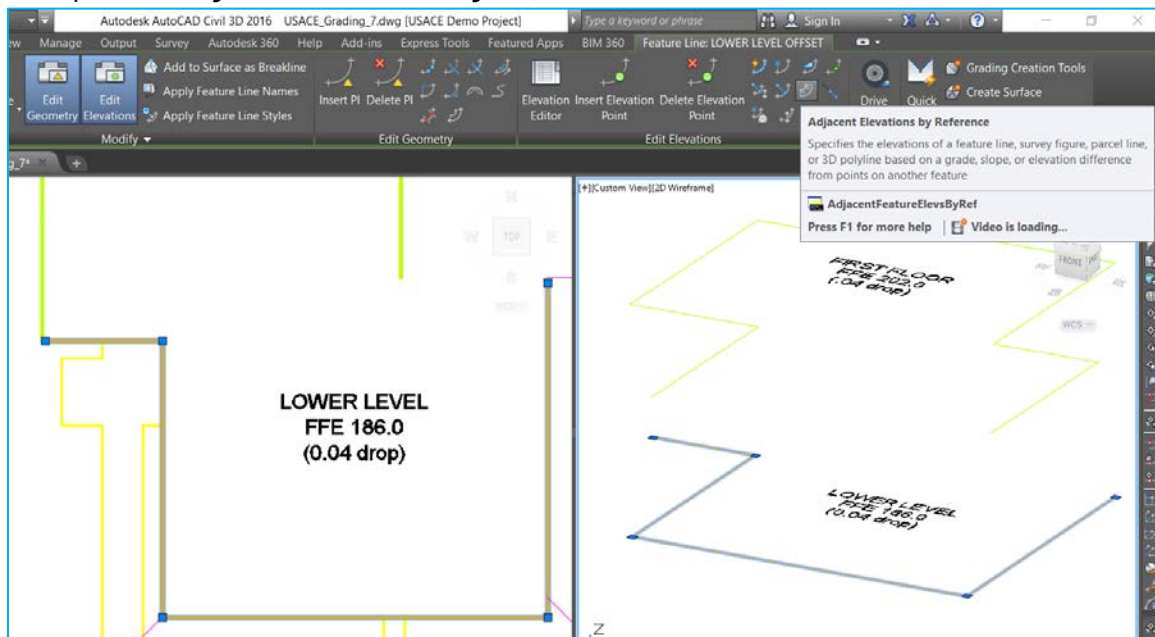 Autodesk AutoCAD Civil 3D 2016 USACE_Grading_7.dwg [USACE Demo Project] Type a keyword or phrase Sign In
Manage Output Survey Autodesk 360 Help Add-ins Express Tools Featured Apps BIM 360 Feature Line: LOWER LEVEL OFFSET
Add to Surface as Breakline
Apply Feature Line Names
Apply Feature Line Styles
Edit Geometry
Edit Elevations
Modify
Insert PI Delete PI
Edit Geometry
Elevation Editor
Insert Elevation Point
Delete Elevation Point
Edit Elevations
Drive
Quick
Grading Creation Tools
Create Surface
Adjacent Elevations by Reference
Specifies the elevations of a feature line, survey figure, parcel line,
or 3D polyline based on a grade, slope, or elevation difference
from points on another feature
AdjacentFeatureElevsByRef
Press F1 for more help Video is loading...
[+][Custom View][2D Wireframe]
TOP
W
E
LOWER LEVEL
FFE 186.0
(0.04 drop)
FIRST FLOOR
FFE 202.0
(.04 drop)
FRONT
WCS
LOWER LEVEL
FFE 186.0
(0.04 drop)
Z